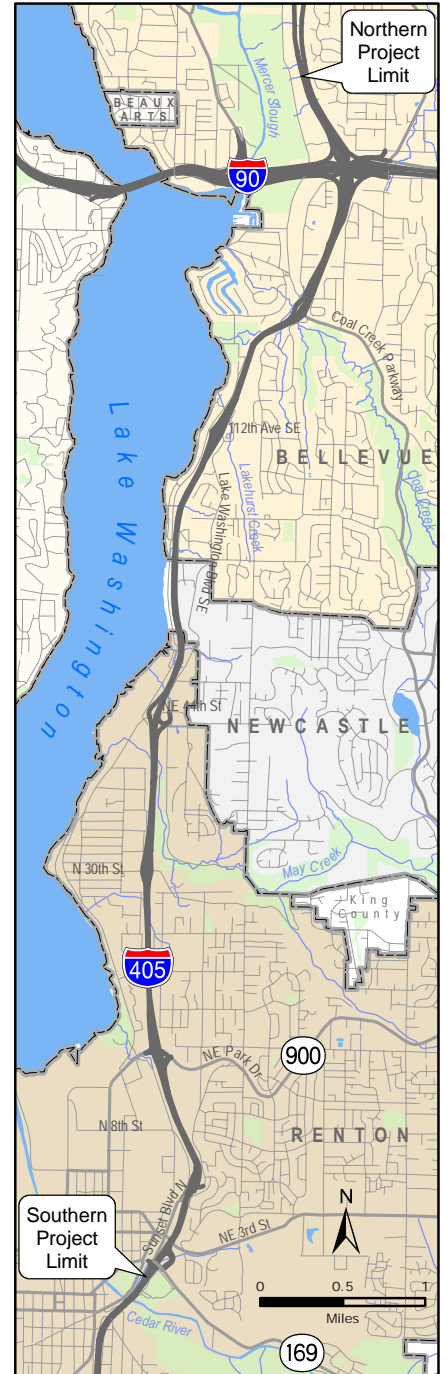 Northern
Project
Limit
Mercer Slough
BEAUX
ARTS
90
Coal Creek Parkway
112th Ave SE
BELLEVUE
Coal Creek
Lakehurst Creek
Lake Washington Blvd SE
Lake Washington
NE 44th St
NEWCASTLE
May Creek
N 30th St
King
County
405
900
NE Park Dr
N 8th St
RENTON
Sunset Blvd N
NE 3rd St
N
Southern
Project
Limit
0 0.5 1
Miles
Cedar River
169